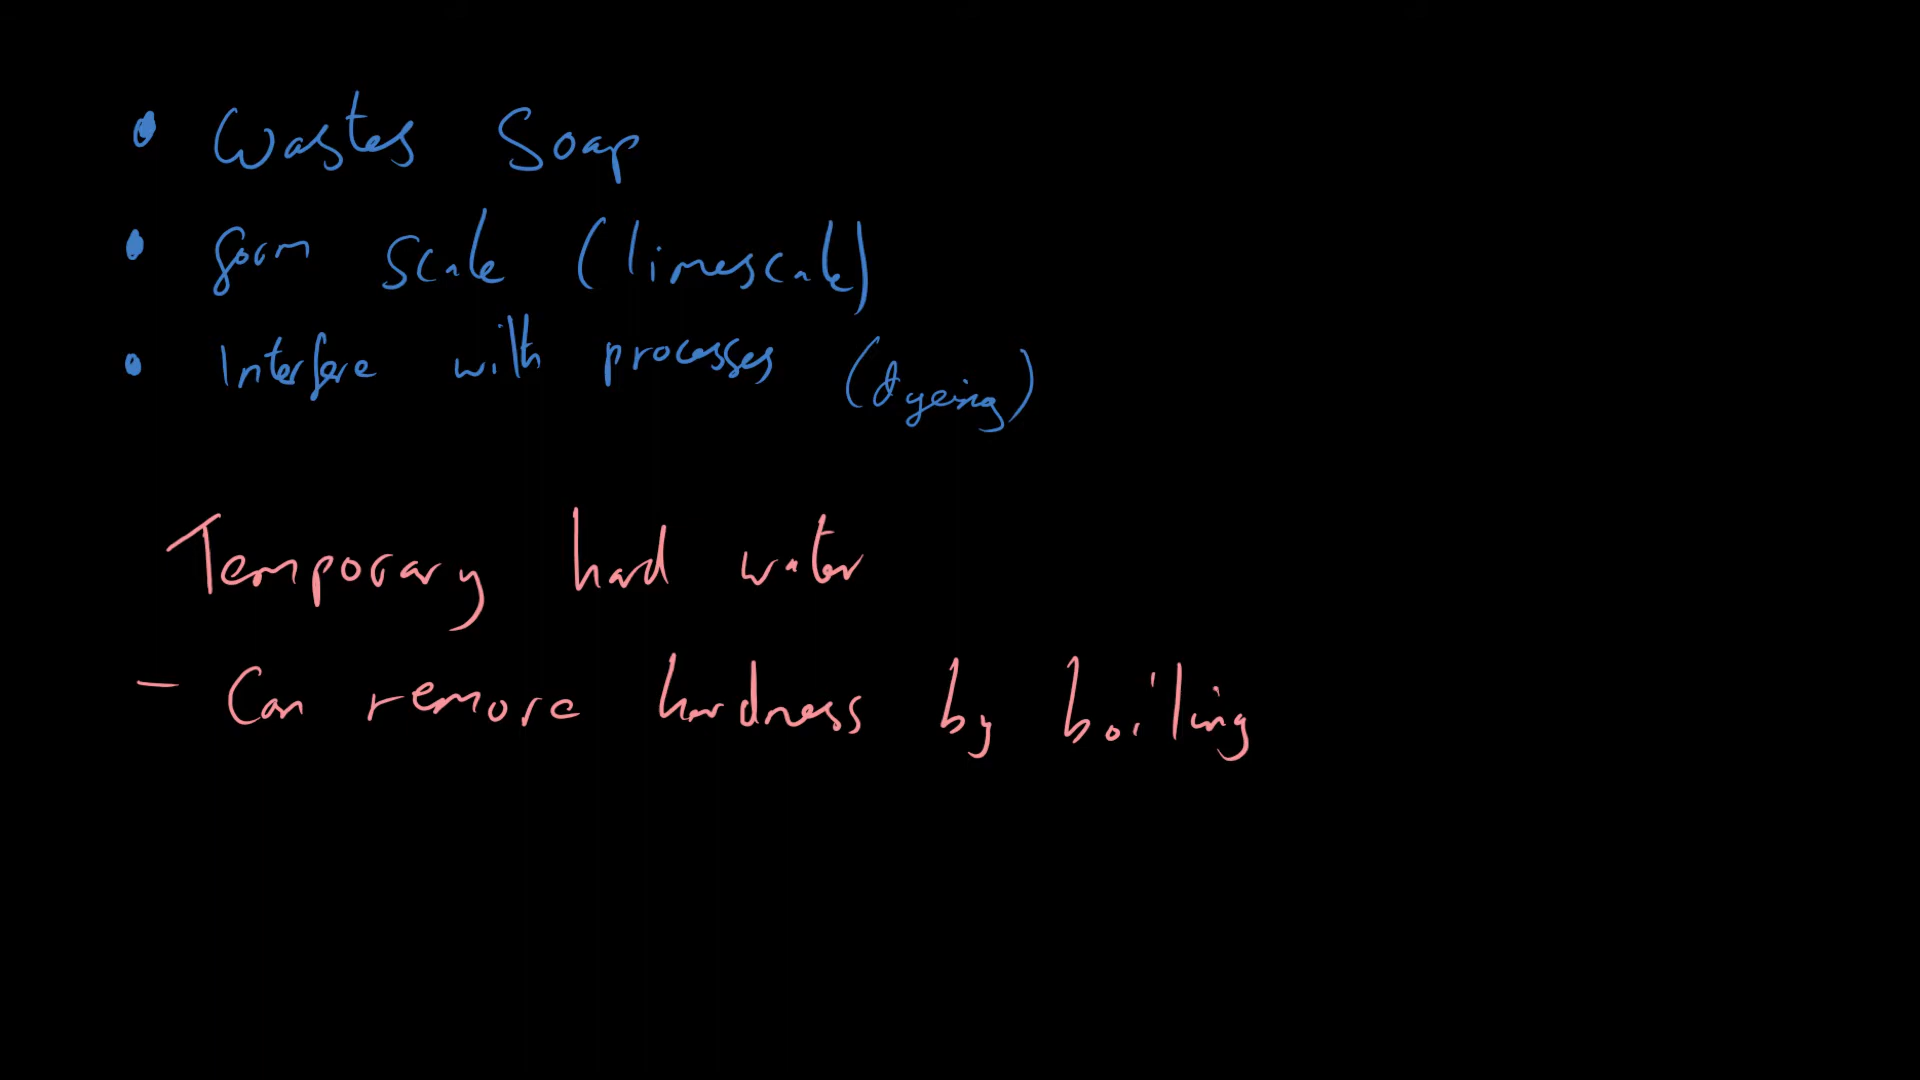 • Wastes Soap
• form scale (limescale)
• Interfere with processes (dyeing)
Temporary hard water
- Can remove hardness by boiling